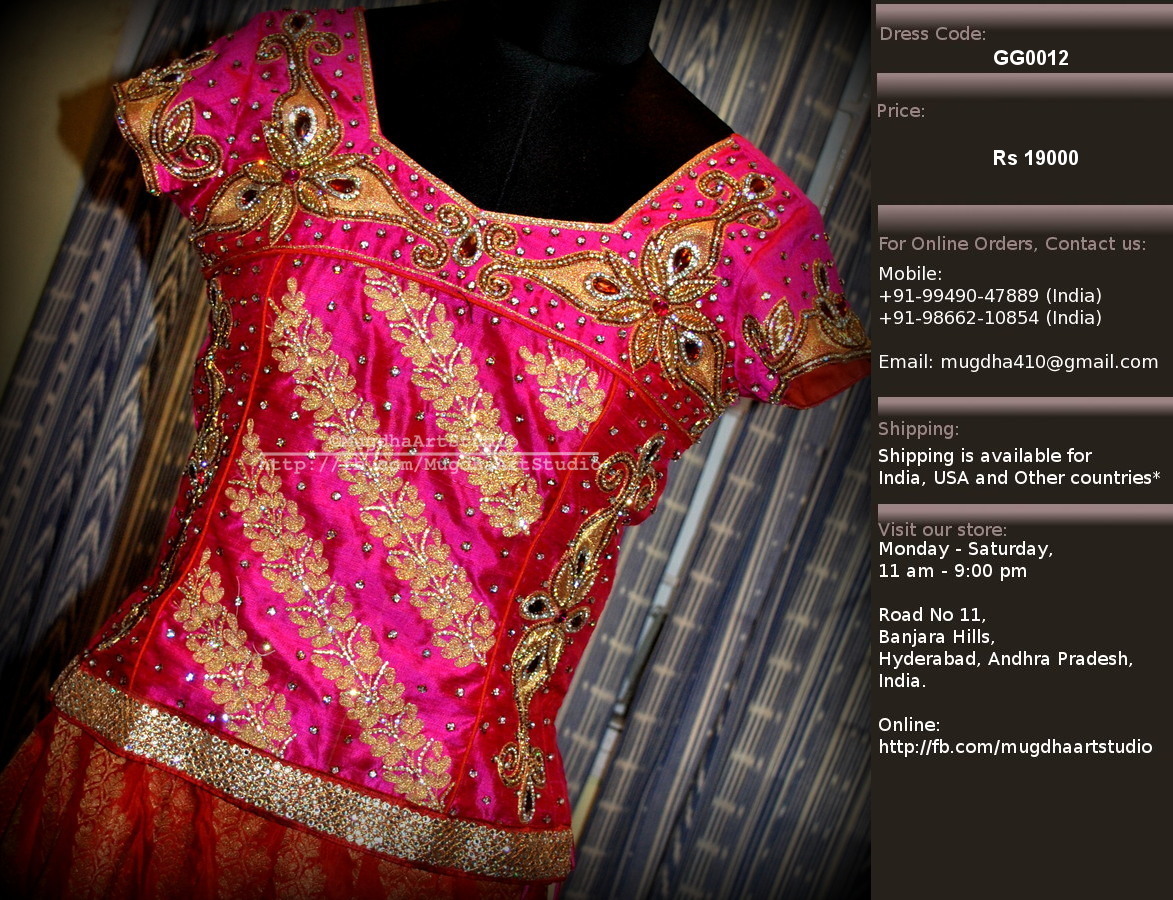 ©MugdhaArtStudio
http://fb.com/MugdhaArtStudio
Dress Code:
GG0012
Price:
Rs 19000
For Online Orders, Contact us:
Mobile:
+91-99490-47889 (India)
+91-98662-10854 (India)
Email: mugdha410@gmail.com
Shipping:
Shipping is available for
India, USA and Other countries*
Visit our store:
Monday - Saturday,
11 am - 9:00 pm
Road No 11,
Banjara Hills,
Hyderabad, Andhra Pradesh,
India.
Online:
http://fb.com/mugdhaartstudio